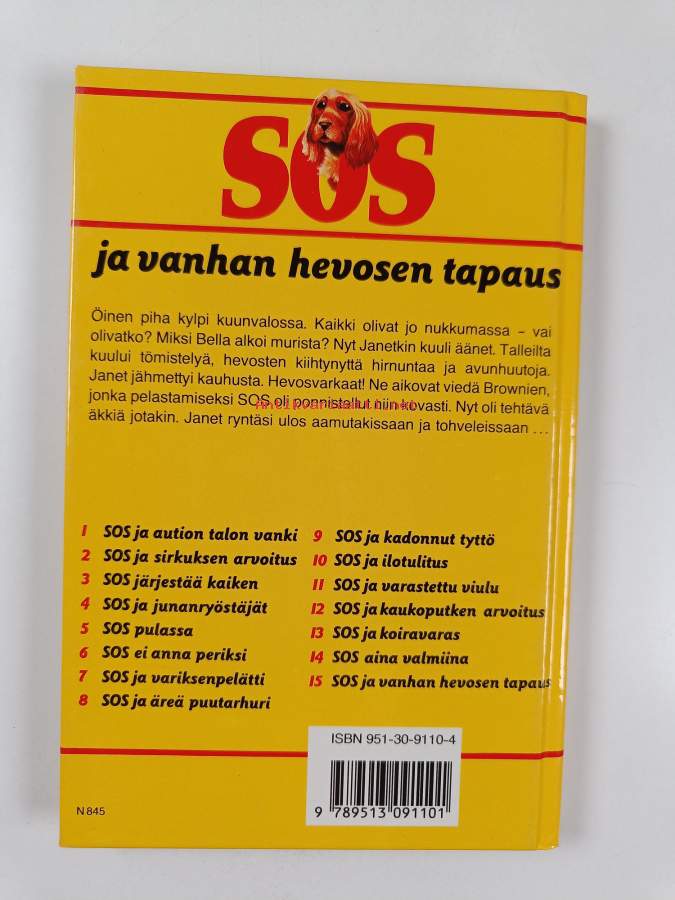 SOS
ja vanhan hevosen tapaus
Öinen piha kylpi kuunvalossa. Kaikki olivat jo nukkumassa – vai
olivatko? Miksi Bella alkoi murista? Nyt Janetkin kuuli äänet. Talleilta
kuului tömistelyä, hevosten kiihtynyttä hirnuntaa ja avunhuutoja.
Janet jähmettyi kauhusta. Hevosvarkaat! Ne aikovat viedä Brownien,
jonka pelastamiseksi SOS oli ponnistellut niin kovasti. Nyt oli tehtävä
Antikvariaatti.net
äkkiä jotakin. Janet ryntäsi ulos aamutakissaan ja tohveleissaan ...
1 SOS ja aution talon vanki
2 SOS ja sirkuksen arvoitus
3 SOS järjestää kaiken
4 SOS ja junanryöstäjät
5 SOS pulassa
6 SOS ei anna periksi
7 SOS ja variksenpelätti
8 SOS ja äreä puutarhuri
9 SOS ja kadonnut tyttö
10 SOS ja ilotulitus
11 SOS ja varastettu viulu
12 SOS ja kaukoputken arvoitus
13 SOS ja koiravaras
14 SOS aina valmiina
15 SOS ja vanhan hevosen tapaus
ISBN 951-30-9110-4
9 789513 091101
N 845